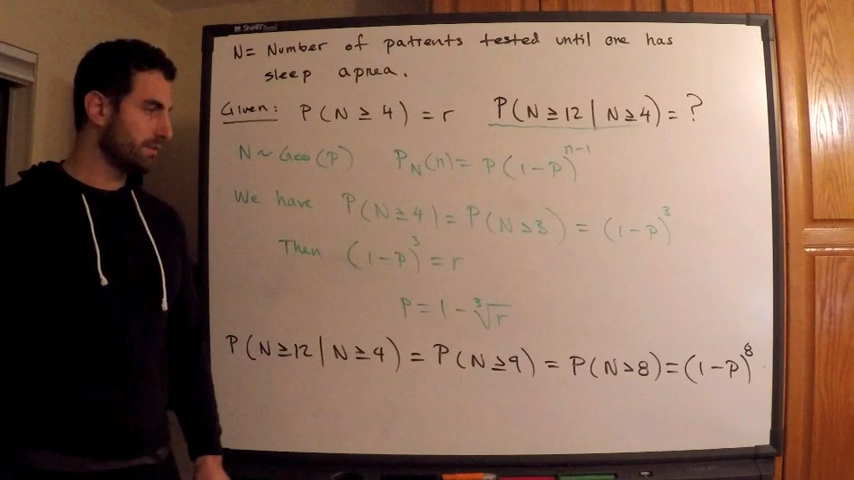 SMART
N = Number of patients tested until one has
sleep apnea.
Given: P(N ≥ 4) = r P(N ≥ 12 | N ≥ 4) = ?
N ~ Geo(p) P_N(n) = p(1-p)^{n-1}
We have P(N ≥ 4) = P(N > 3) = (1-p)^3
Then (1-p)^3 = r
p = 1 - ∛r
P(N ≥ 12 | N ≥ 4) = P(N ≥ 9) = P(N > 8) = (1-p)^8